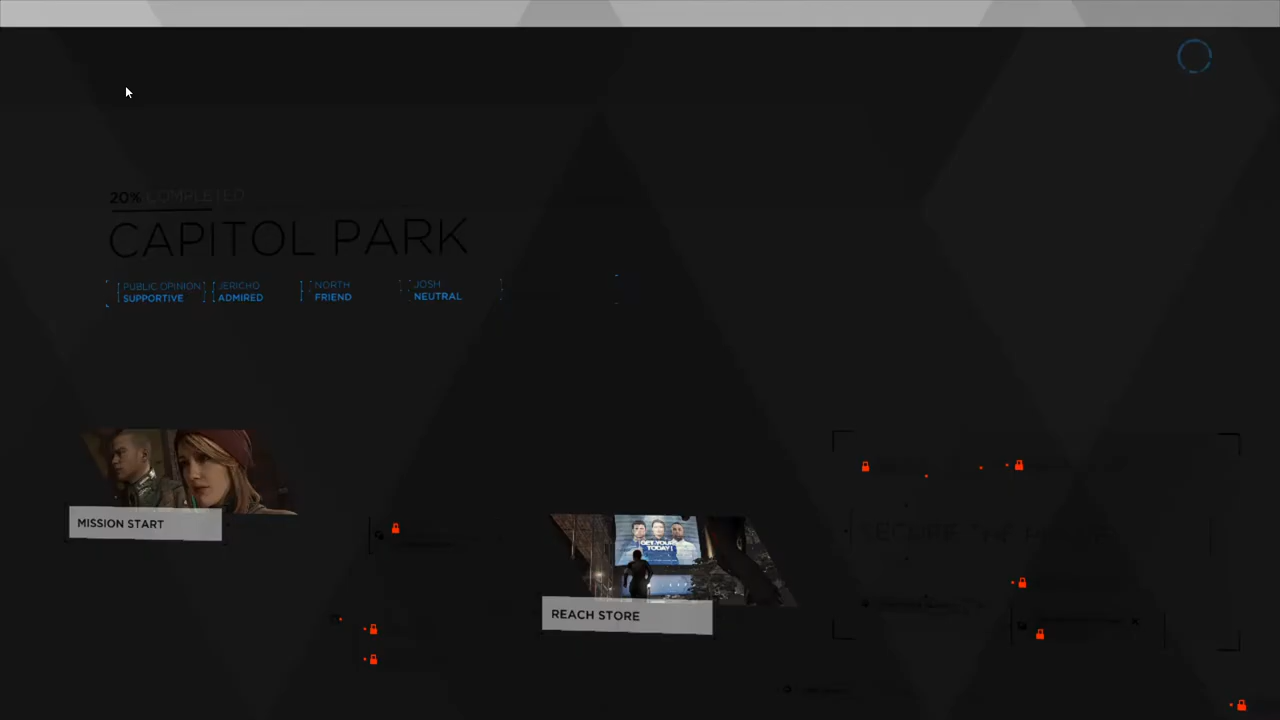 20% COMPLETED
CAPITOL PARK
PUBLIC OPINION
SUPPORTIVE
JERICHO
ADMIRED
NORTH
FRIEND
JOSH
NEUTRAL
MISSION START
GET YOURS
TODAY!
REACH STORE